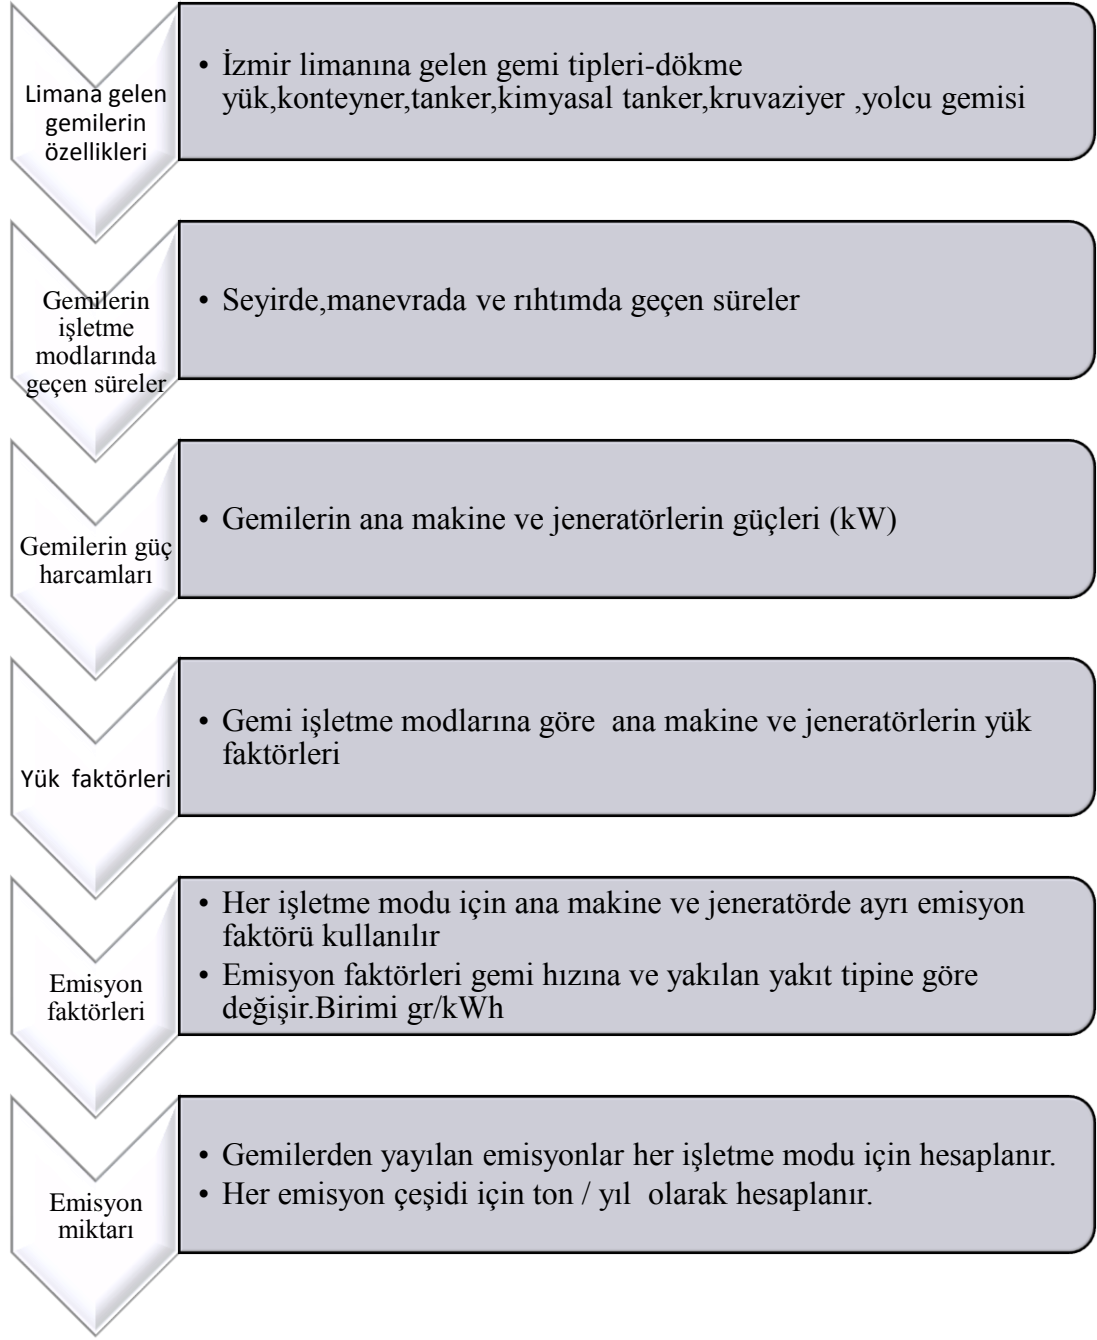 Limana gelen
gemilerin
özellikleri
• İzmir limanına gelen gemi tipleri-dökme
yük,konteyner,tanker,kimyasal tanker,kruvaziyer ,yolcu gemisi
Gemilerin
işletme
modlarında
geçen süreler
• Seyirde,manevrada ve rıhtımda geçen süreler
Gemilerin güç
harcamları
• Gemilerin ana makine ve jeneratörlerin güçleri (kW)
Yük faktörleri
• Gemi işletme modlarına göre ana makine ve jeneratörlerin yük
faktörleri
Emisyon
faktörleri
• Her işletme modu için ana makine ve jeneratörde ayrı emisyon
faktörü kullanılır
• Emisyon faktörleri gemi hızına ve yakılan yakıt tipine göre
değişir.Birimi gr/kWh
Emisyon
miktarı
• Gemilerden yayılan emisyonlar her işletme modu için hesaplanır.
• Her emisyon çeşidi için ton / yıl olarak hesaplanır.